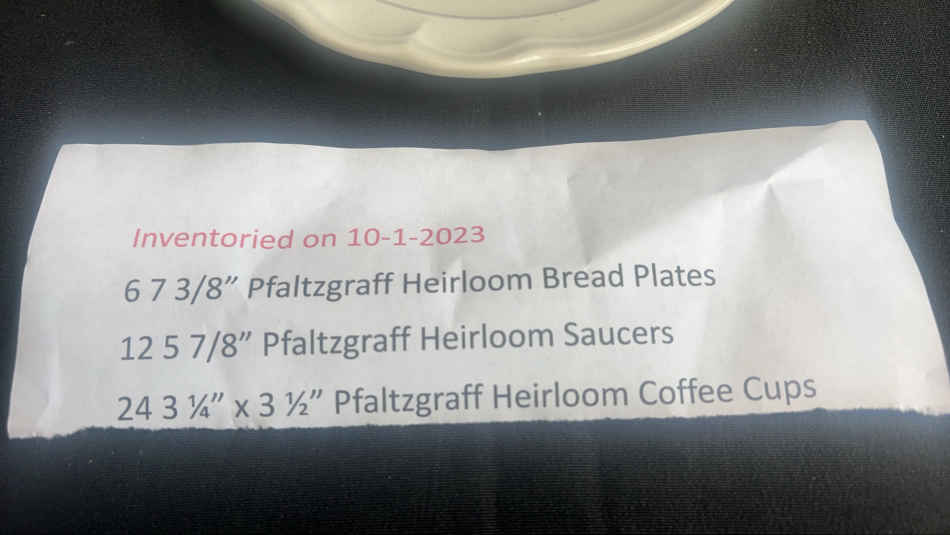 Inventoried on 10-1-2023
6 7 3/8” Pfaltzgraff Heirloom Bread Plates
12 5 7/8” Pfaltzgraff Heirloom Saucers
24 3 ¼” x 3 ½” Pfaltzgraff Heirloom Coffee Cups